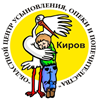 ОБЛАСТНОЙ ЦЕНТР УСЫНОВЛЕНИЯ, ОПЕКИ И ПОПЕЧИТЕЛЬСТВА
Киров